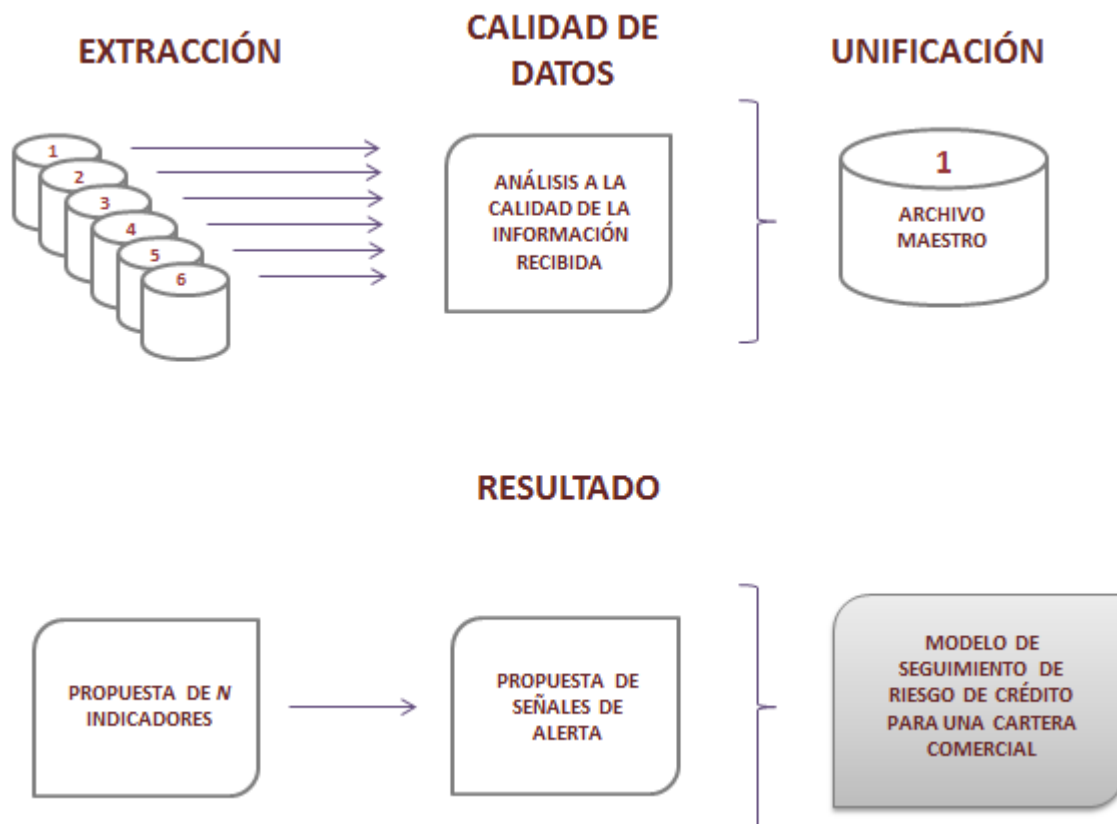 EXTRACCIÓN
CALIDAD DE
DATOS
UNIFICACIÓN
1
2
3
4
5
6
ANÁLISIS A LA
CALIDAD DE LA
INFORMACIÓN
RECIBIDA
1
ARCHIVO
MAESTRO
RESULTADO
PROPUESTA DE N
INDICADORES
PROPUESTA DE
SEÑALES DE
ALERTA
MODELO DE
SEGUIMIENTO DE
RIESGO DE CRÉDITO
PARA UNA CARTERA
COMERCIAL